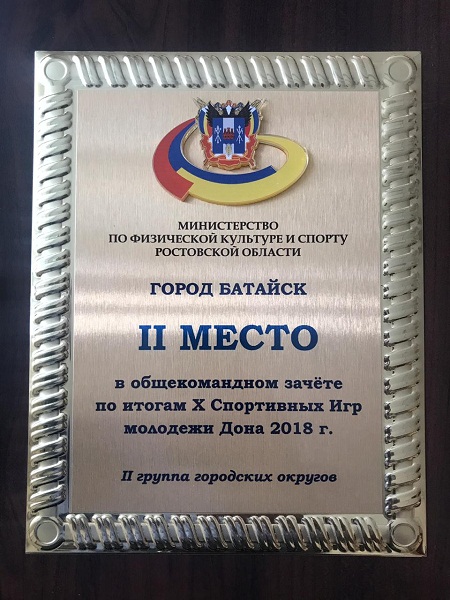 МИНИСТЕРСТВО
ПО ФИЗИЧЕСКОЙ КУЛЬТУРЕ И СПОРТУ
РОСТОВСКОЙ ОБЛАСТИ
ГОРОД БАТАЙСК
II МЕСТО
в общекомандном зачёте
по итогам X Спортивных Игр
молодежи Дона 2018 г.
II группа городских округов